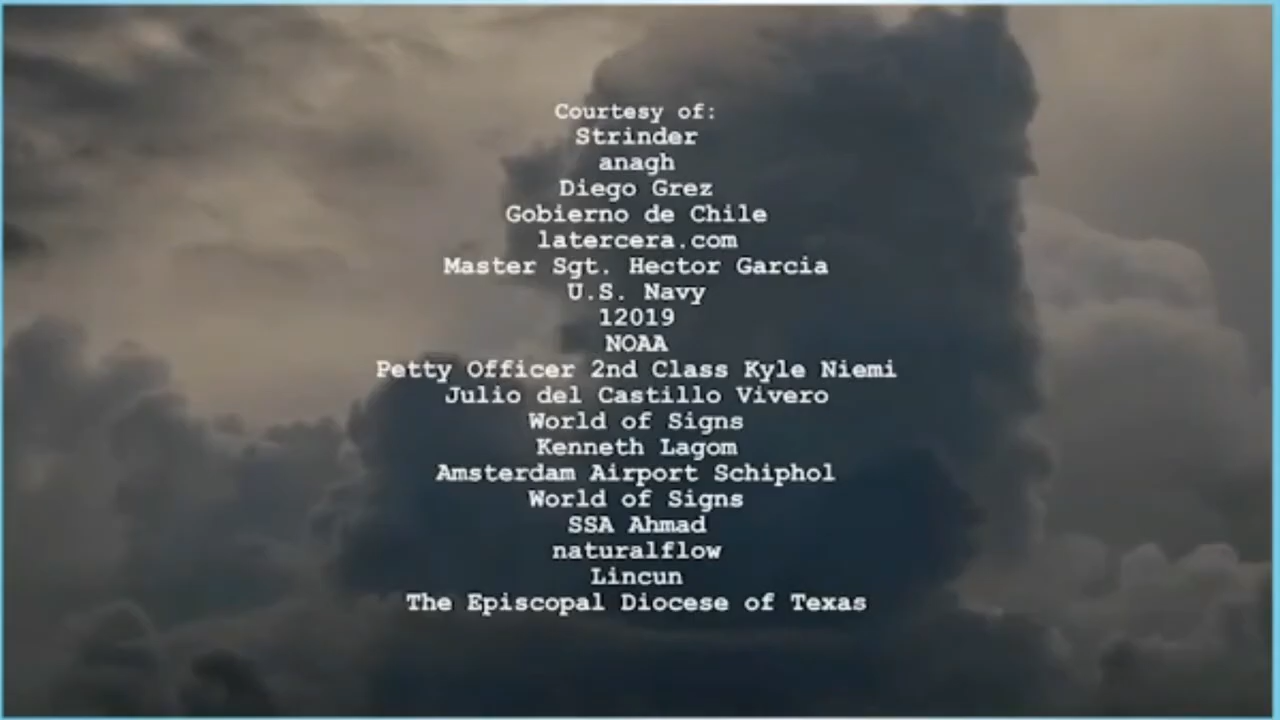 Courtesy of:
Strinder
anagh
Diego Grez
Gobierno de Chile
latercera.com
Master Sgt. Hector Garcia
U.S. Navy
12019
NOAA
Petty Officer 2nd Class Kyle Niemi
Julio del Castillo Vivero
World of Signs
Kenneth Lagom
Amsterdam Airport Schiphol
World of Signs
SSA Ahmad
naturalflow
Lincun
The Episcopal Diocese of Texas